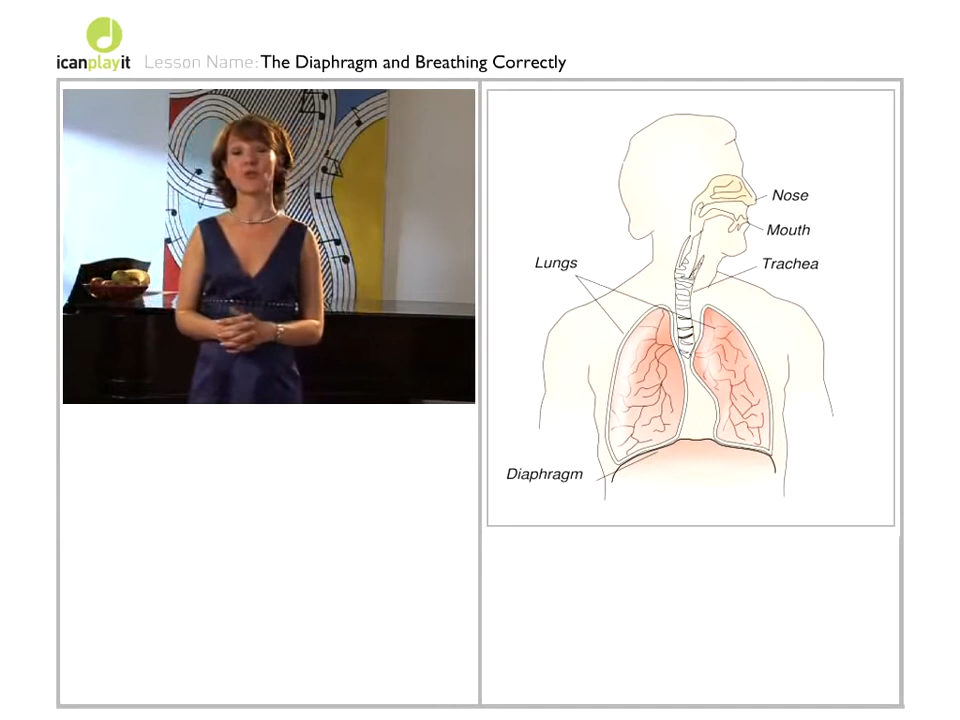 icanplayit Lesson Name: The Diaphragm and Breathing Correctly
Nose
Mouth
Lungs
Trachea
Diaphragm